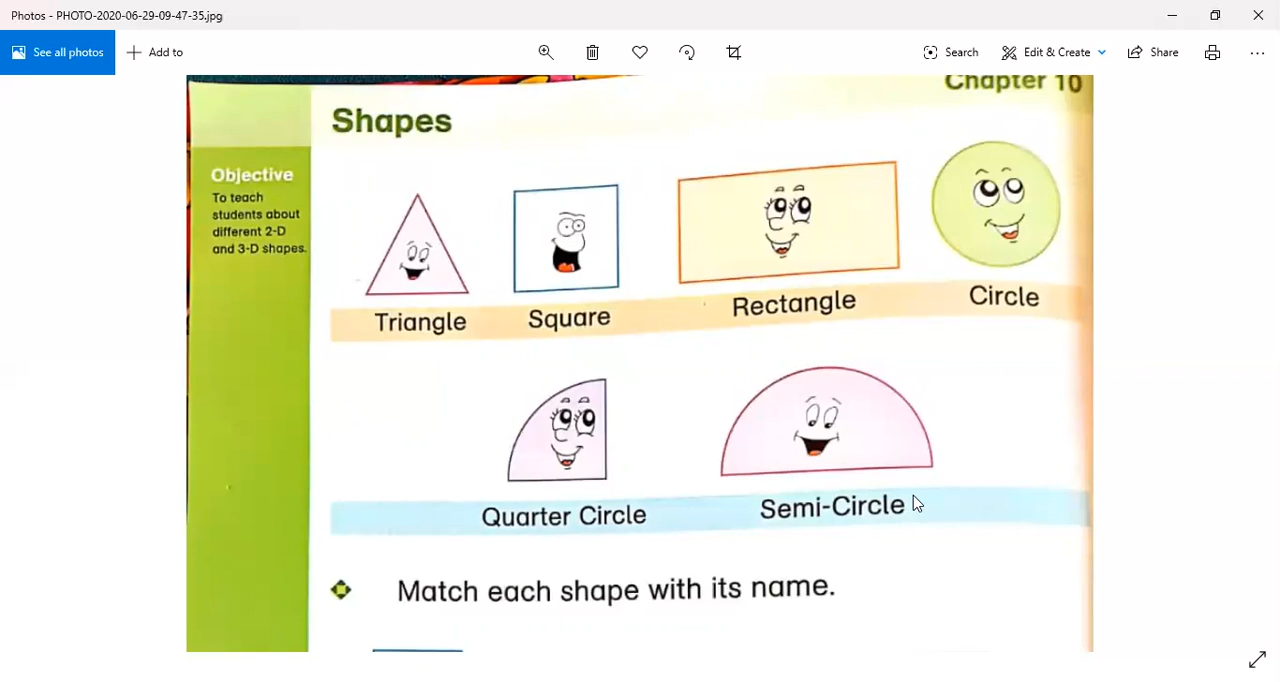 Photos - PHOTO-2020-06-29-09-47-35.jpg
See all photos
Add to
Search
Edit & Create
Share
Chapter 10
Shapes
Objective
To teach
students about
different 2-D
and 3-D shapes.
Triangle
Square
Rectangle
Circle
Quarter Circle
Semi-Circle
Match each shape with its name.